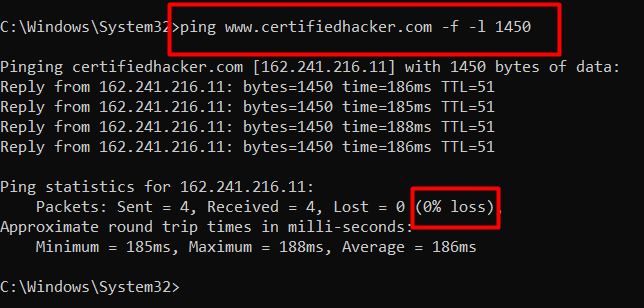 C:\Windows\System32>ping www.certifiedhacker.com -f -l 1450
Pinging certifiedhacker.com [162.241.216.11] with 1450 bytes of data:
Reply from 162.241.216.11: bytes=1450 time=186ms TTL=51
Reply from 162.241.216.11: bytes=1450 time=185ms TTL=51
Reply from 162.241.216.11: bytes=1450 time=188ms TTL=51
Reply from 162.241.216.11: bytes=1450 time=186ms TTL=51
Ping statistics for 162.241.216.11:
    Packets: Sent = 4, Received = 4, Lost = 0 (0% loss),
Approximate round trip times in milli-seconds:
    Minimum = 185ms, Maximum = 188ms, Average = 186ms
C:\Windows\System32>